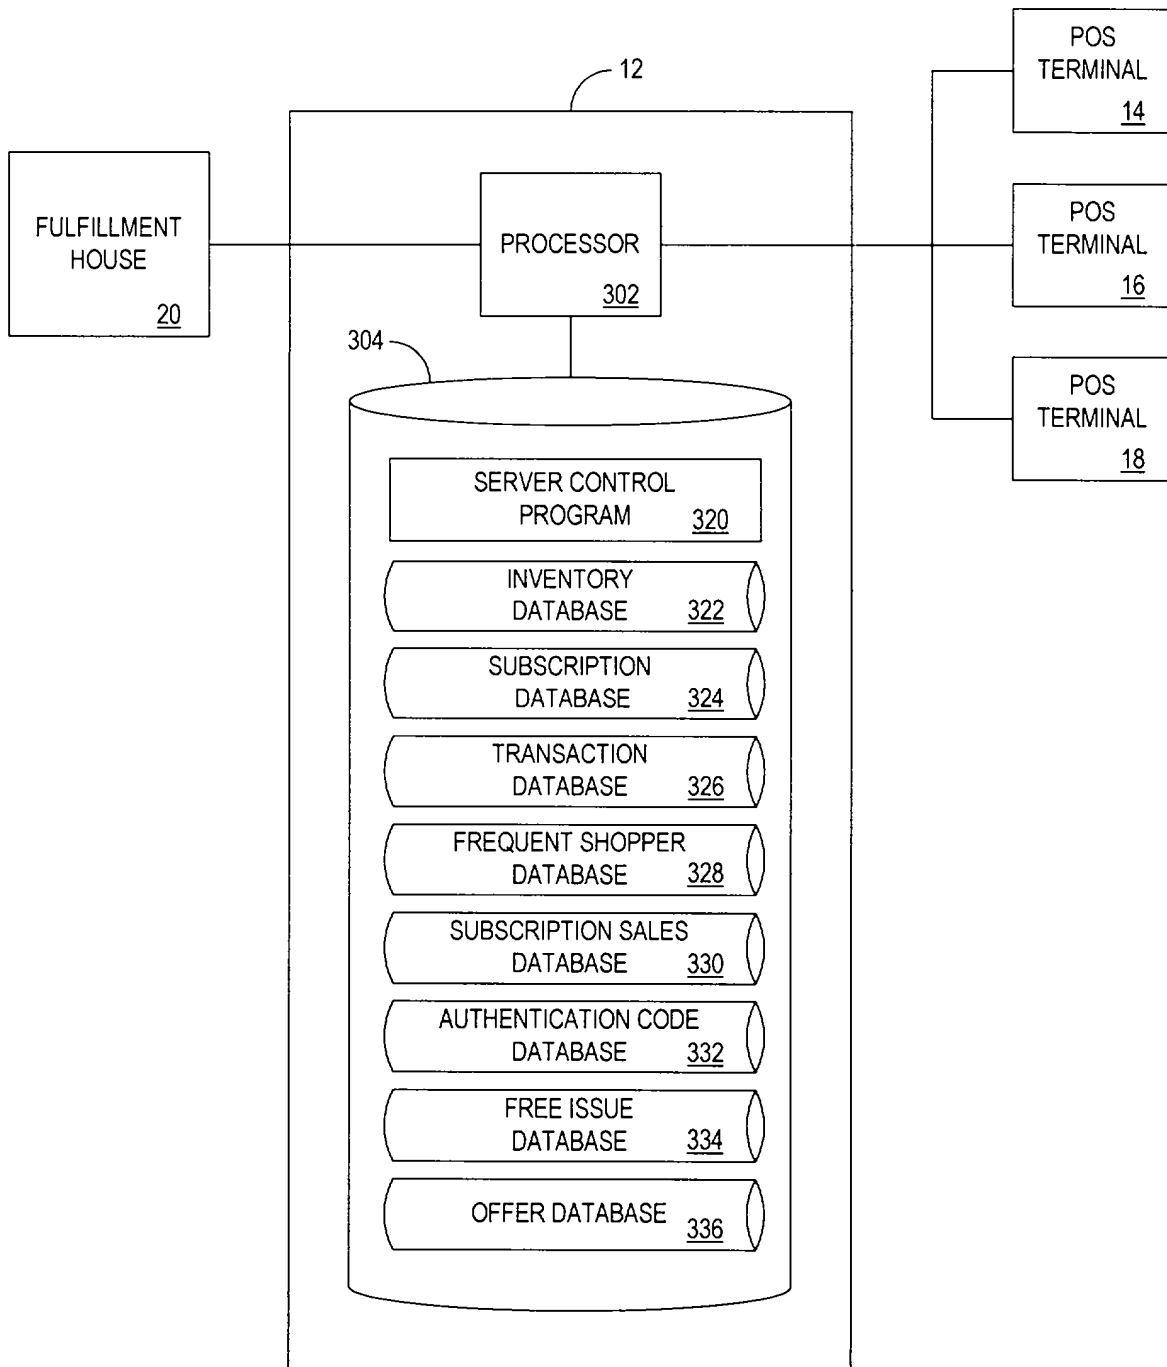 POS
TERMINAL
14
12
FULFILLMENT
HOUSE
20
PROCESSOR
302
POS
TERMINAL
16
304
POS
TERMINAL
18
SERVER CONTROL
PROGRAM 320
INVENTORY
DATABASE 322
SUBSCRIPTION
DATABASE 324
TRANSACTION
DATABASE 326
FREQUENT SHOPPER
DATABASE 328
SUBSCRIPTION SALES
DATABASE 330
AUTHENTICATION CODE
DATABASE 332
FREE ISSUE
DATABASE 334
OFFER DATABASE 336